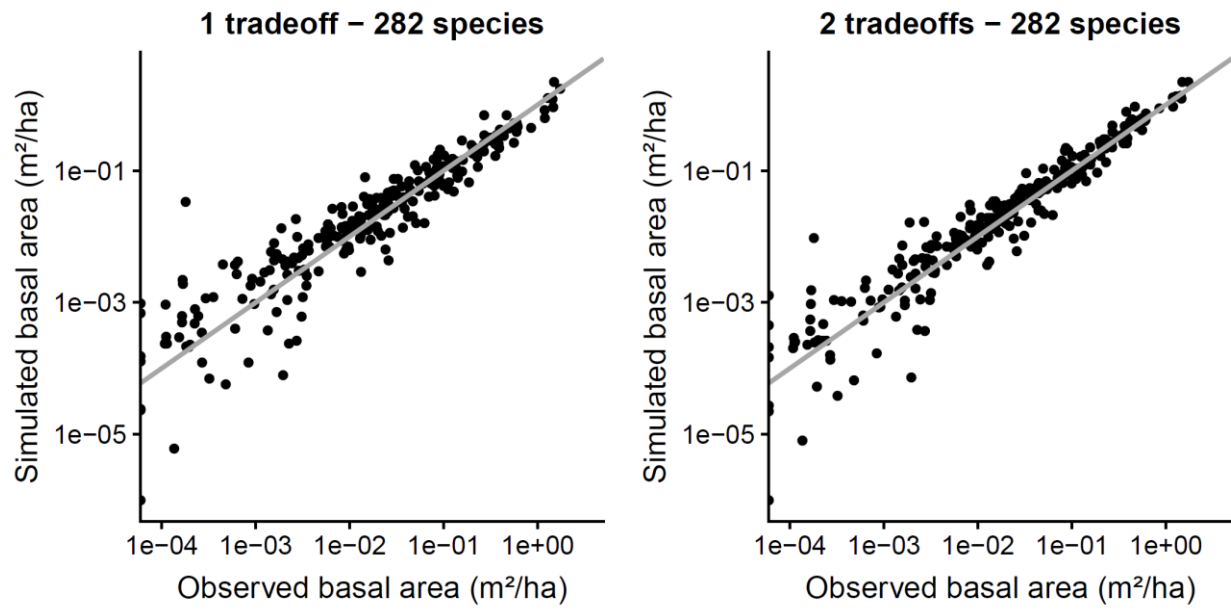 1 tradeoff − 282 species
Simulated basal area (m²/ha)
1e−01
1e−03
1e−05
1e−04 1e−03 1e−02 1e−01 1e+00
Observed basal area (m²/ha)
2 tradeoffs − 282 species
Simulated basal area (m²/ha)
1e−01
1e−03
1e−05
1e−04 1e−03 1e−02 1e−01 1e+00
Observed basal area (m²/ha)